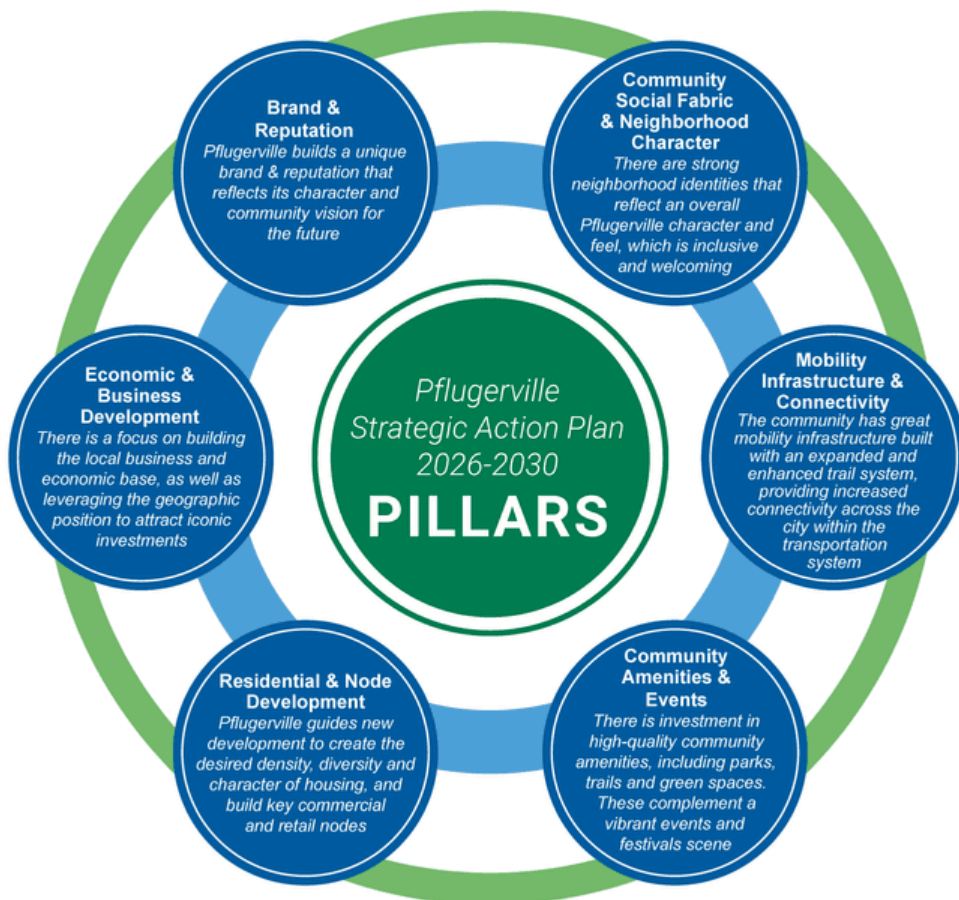 Brand &
Reputation
Pflugerville builds a unique
brand & reputation that
reflects its character and
community vision for
the future
Community
Social Fabric
& Neighborhood
Character
There are strong
neighborhood identities that
reflect an overall
Pflugerville character and
feel, which is inclusive
and welcoming
Economic &
Business
Development
There is a focus on building
the local business and
economic base, as well as
leveraging the geographic
position to attract iconic
investments
Pflugerville
Strategic Action Plan
2026-2030
PILLARS
Mobility
Infrastructure &
Connectivity
The community has great
mobility infrastructure built
with an expanded and
enhanced trail system,
providing increased
connectivity across the
city within the
transportation
system
Residential & Node
Development
Pflugerville guides new
development to create the
desired density, diversity and
character of housing, and
build key commercial
and retail nodes
Community
Amenities &
Events
There is investment in
high-quality community
amenities, including parks,
trails and green spaces.
These complement a
vibrant events and
festivals scene